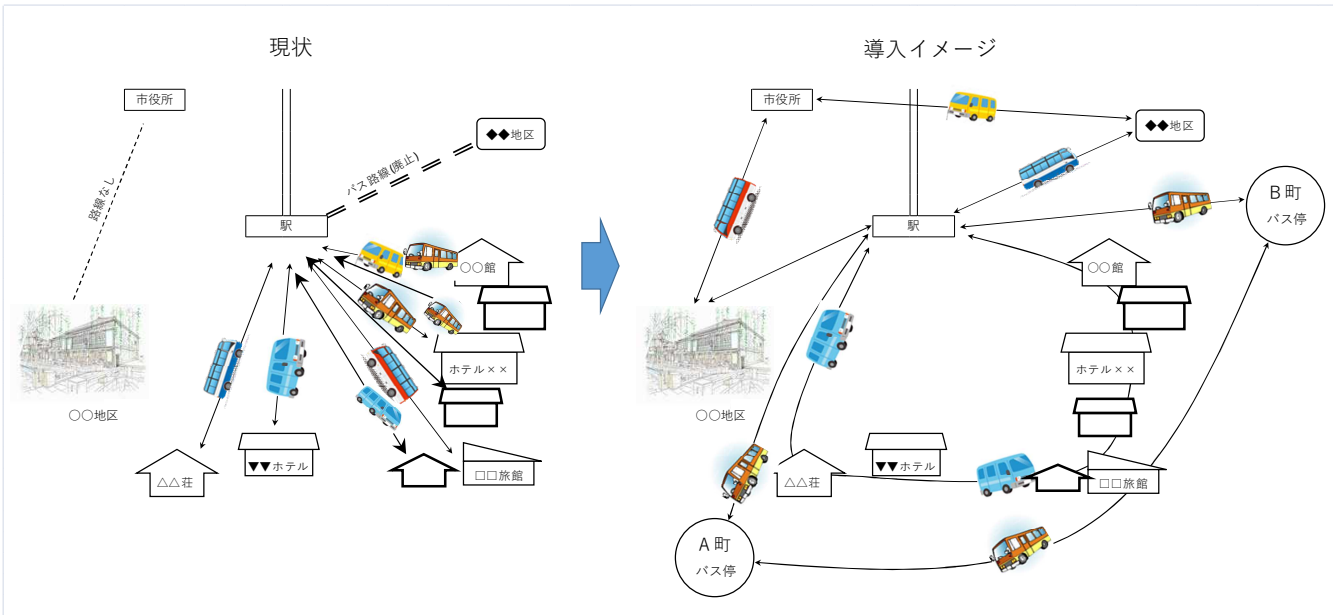 現状
市役所
◆◆地区
バス路線(廃止)
路線なし
駅
○○館
ホテル××
○○地区
▼▼ホテル
△△荘
□□旅館
導入イメージ
市役所
◆◆地区
B町
バス停
駅
○○館
ホテル××
○○地区
▼▼ホテル
△△荘
□□旅館
A町
バス停